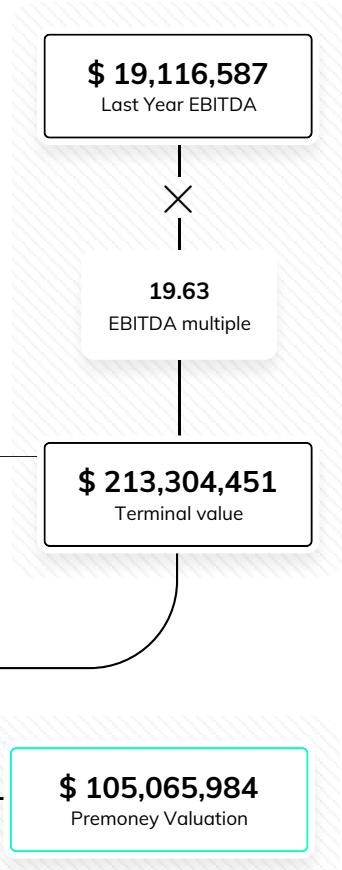 $ 19,116,587
Last Year EBITDA
19.63
EBITDA multiple
$ 213,304,451
Terminal value
$ 105,065,984
Premoney Valuation